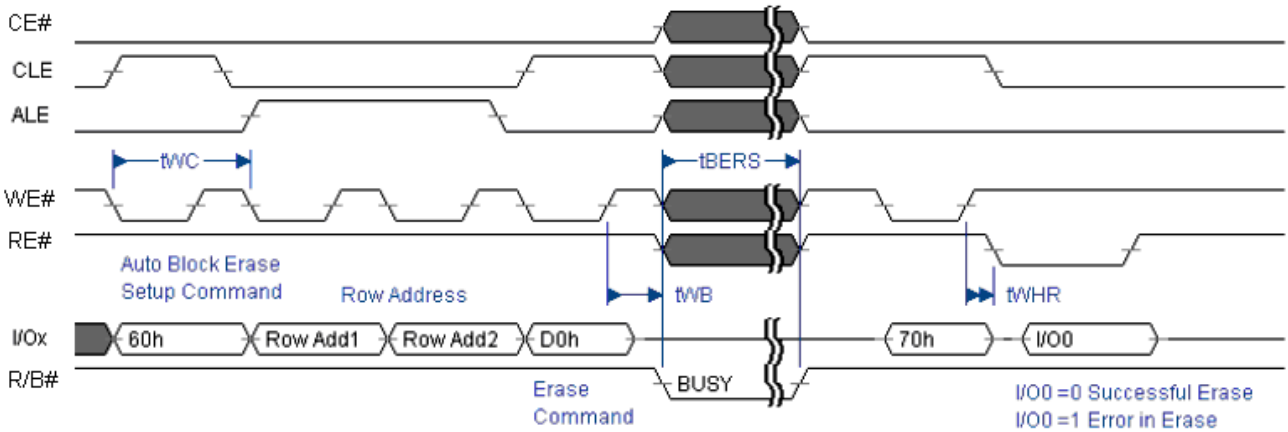 CE#
CLE
ALE
tWC
tBERS
WE#
RE#
Auto Block Erase
Setup Command
Row Address
tWB
tWHR
I/Ox
60h
Row Add1
Row Add2
D0h
70h
I/O0
R/B#
BUSY
Erase
Command
I/O0 =0 Successful Erase
I/O0 =1 Error in Erase